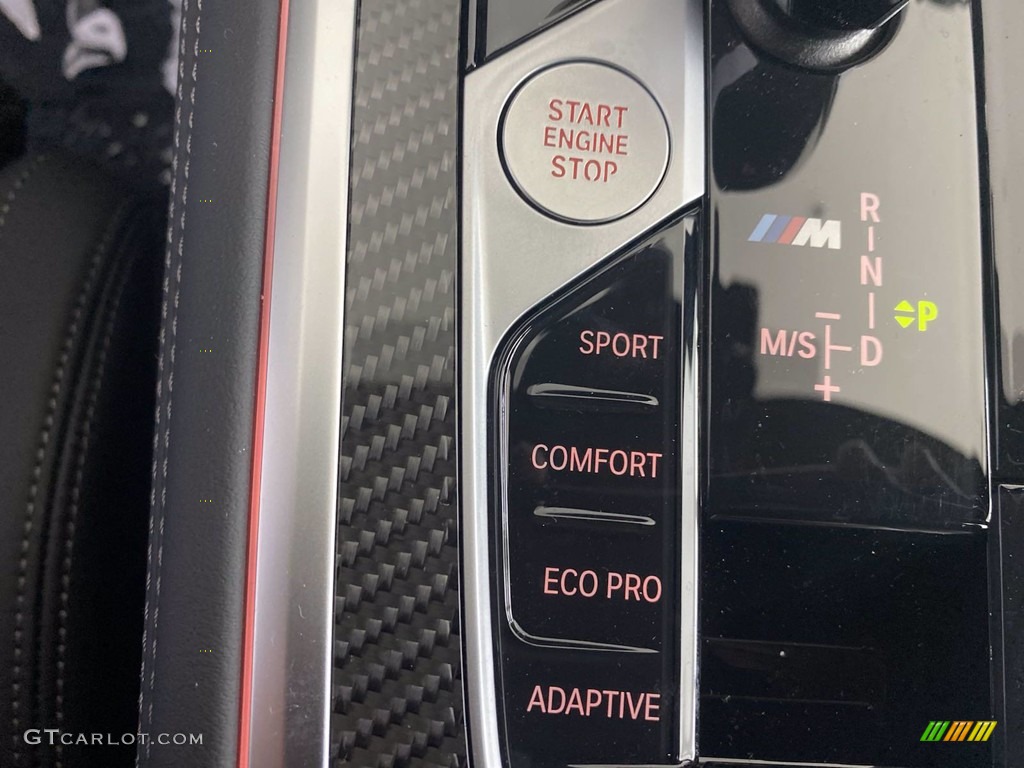 START
ENGINE
STOP
M
R
N
P
M/S
D
SPORT
COMFORT
ECO PRO
ADAPTIVE
GTCARLOT.COM